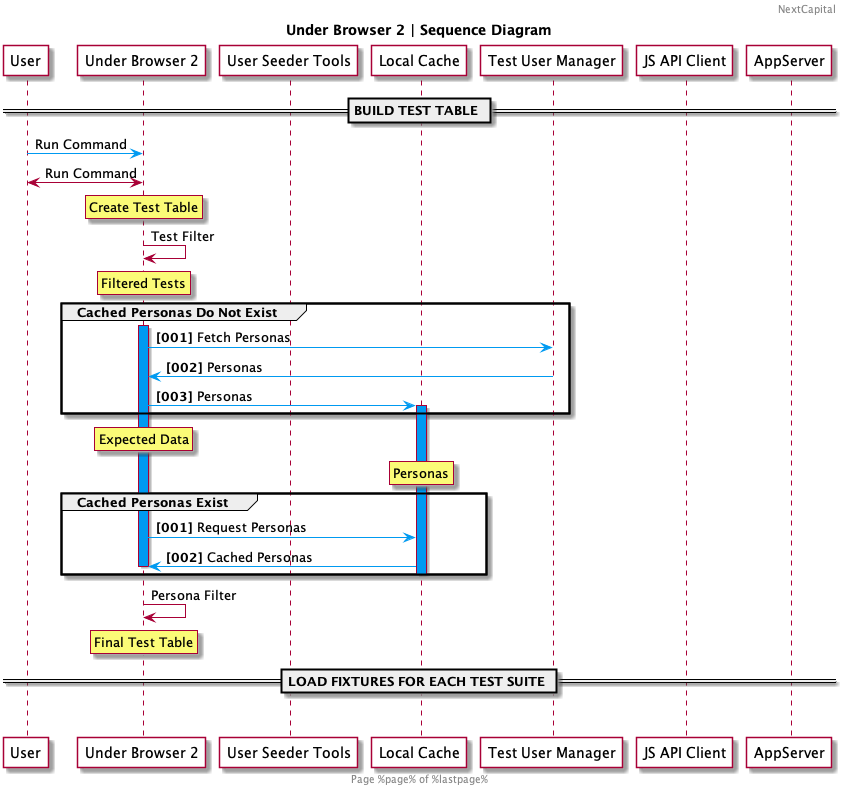 NextCapital
Under Browser 2 | Sequence Diagram
User
Under Browser 2
User Seeder Tools
Local Cache
Test User Manager
JS API Client
AppServer
BUILD TEST TABLE
Run Command
Run Command
Create Test Table
Test Filter
Filtered Tests
Cached Personas Do Not Exist
[001] Fetch Personas
[002] Personas
[003] Personas
Expected Data
Personas
Cached Personas Exist
[001] Request Personas
[002] Cached Personas
Persona Filter
Final Test Table
LOAD FIXTURES FOR EACH TEST SUITE
User
Under Browser 2
User Seeder Tools
Local Cache
Test User Manager
JS API Client
AppServer
Page %page% of %lastpage%